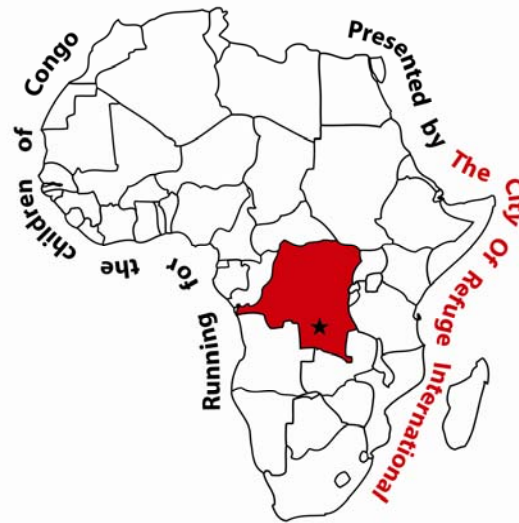 Running for the children of Congo
Presented by The City Of Refuge International